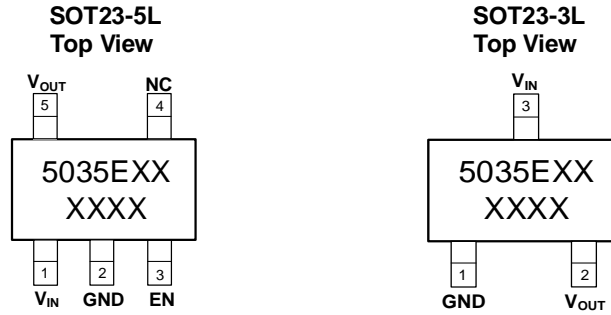 SOT23-5L
Top View
VOUT NC
5 4
5035EXX
XXXX
1 2 3
VIN GND EN
SOT23-3L
Top View
VIN
3
5035EXX
XXXX
1 2
GND VOUT